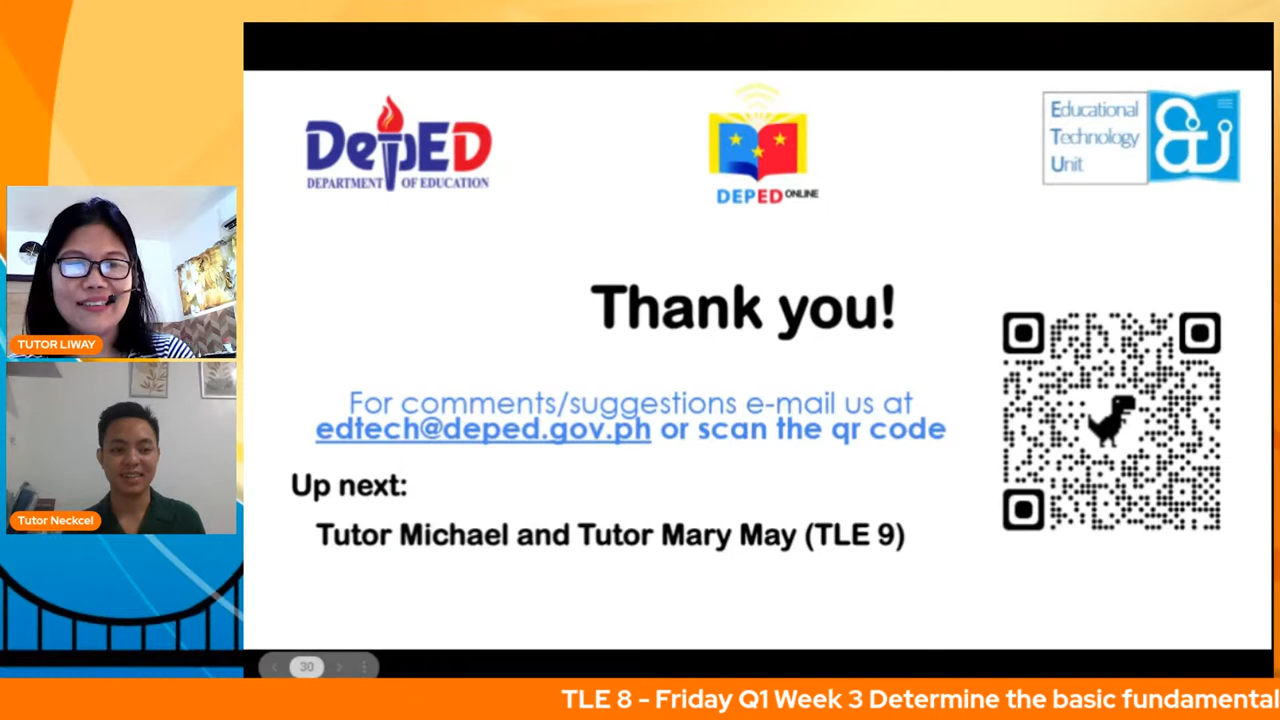 DepED
DEPARTMENT OF EDUCATION
DEPED ONLINE
Educational
Technology
Unit
Thank you!
For comments/suggestions e-mail us at
edtech@deped.gov.ph or scan the qr code
Up next:
Tutor Michael and Tutor Mary May (TLE 9)
TUTOR LIWAY
Tutor Neckcel
30
TLE 8 - Friday Q1 Week 3 Determine the basic fundamental